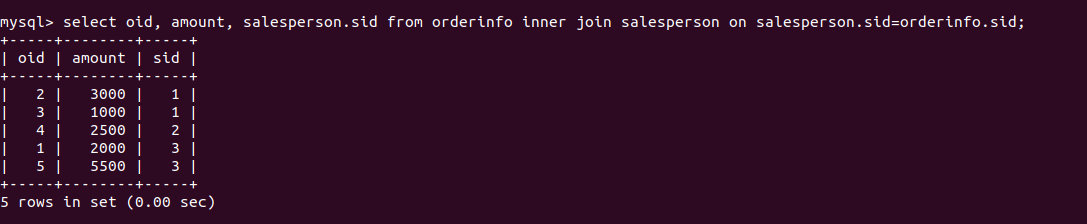 mysql> select oid, amount, salesperson.sid from orderinfo inner join salesperson on salesperson.sid=orderinfo.sid;
+-----+--------+-----+
| oid | amount | sid |
+-----+--------+-----+
|   2 |   3000 |   1 |
|   3 |   1000 |   1 |
|   4 |   2500 |   2 |
|   1 |   2000 |   3 |
|   5 |   5500 |   3 |
+-----+--------+-----+
5 rows in set (0.00 sec)